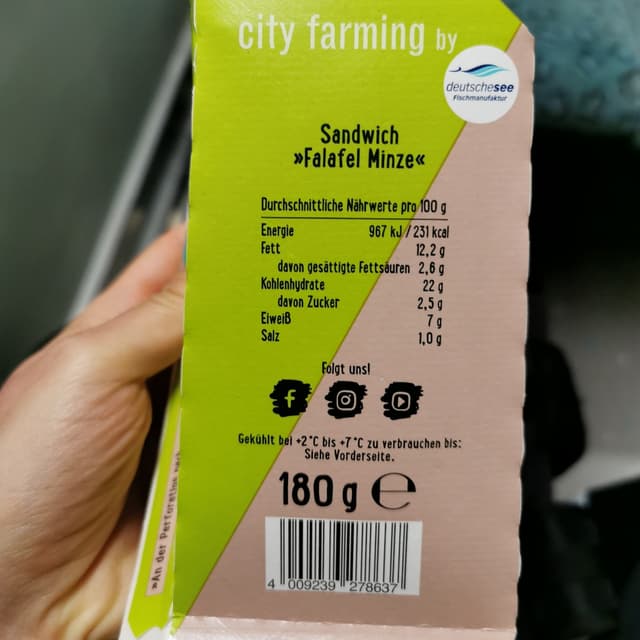 city farming by
deutschesee
Fischmanufaktur
Sandwich
»Falafel Minze«
Durchschnittliche Nährwerte pro 100 g
Energie 967 kJ / 231 kcal
Fett 12,2 g
davon gesättigte Fettsäuren 2,6 g
Kohlenhydrate 22 g
davon Zucker 2,5 g
Eiweiß 7 g
Salz 1,0 g
Folgt uns!
Gekühlt bei +2°C bis +7°C zu verbrauchen bis:
Siehe Vorderseite.
180 g e
4 009239 278637
»An der Perforation